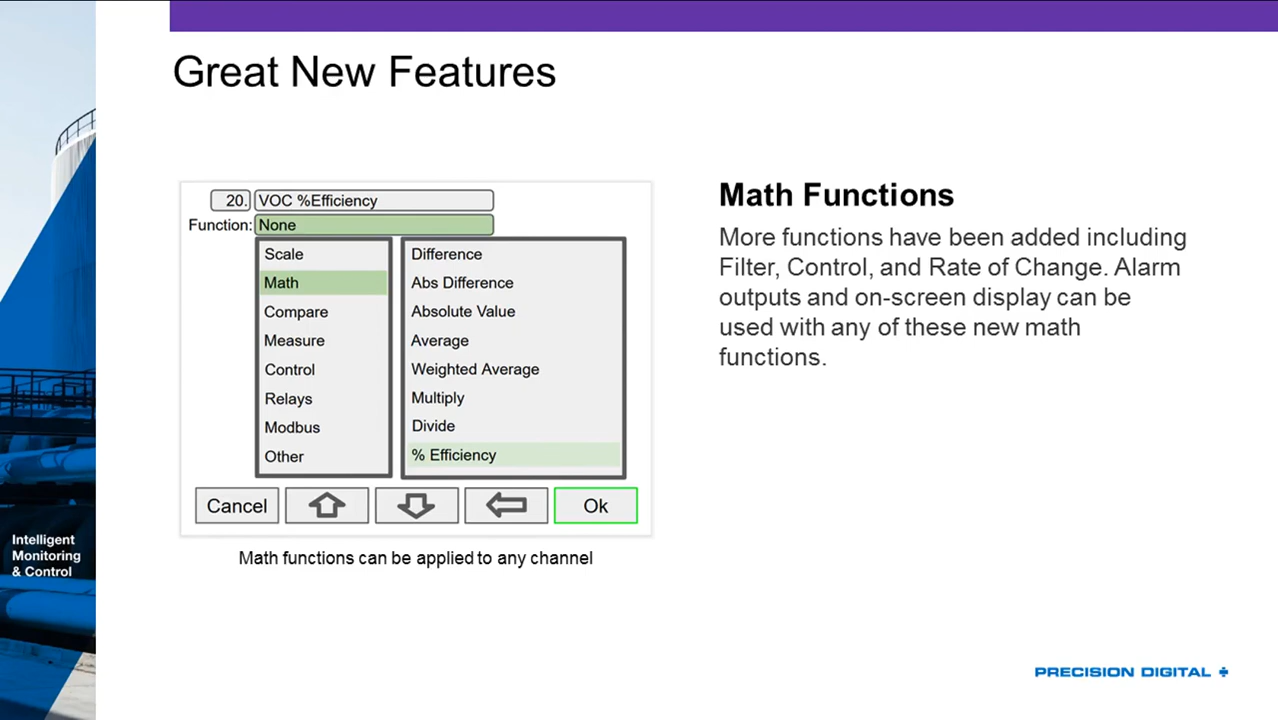 Great New Features
20. VOC %Efficiency
Function: None
Scale
Math
Compare
Measure
Control
Relays
Modbus
Other
Difference
Abs Difference
Absolute Value
Average
Weighted Average
Multiply
Divide
% Efficiency
Cancel
Ok
Math functions can be applied to any channel
Math Functions
More functions have been added including
Filter, Control, and Rate of Change. Alarm
outputs and on-screen display can be
used with any of these new math
functions.
Intelligent
Monitoring
& Control
PRECISION DIGITAL